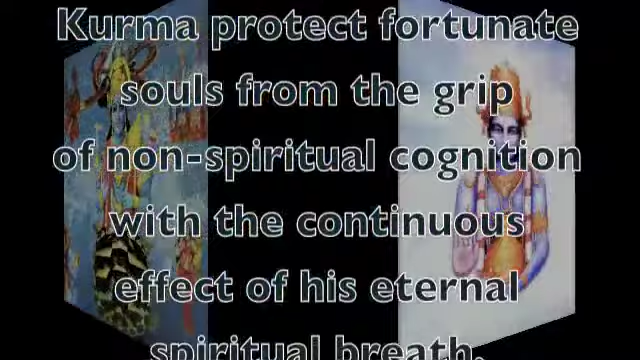 Kurma protect fortunate
souls from the grip
of non-spiritual cognition
with the continuous
effect of his eternal
spiritual breath.